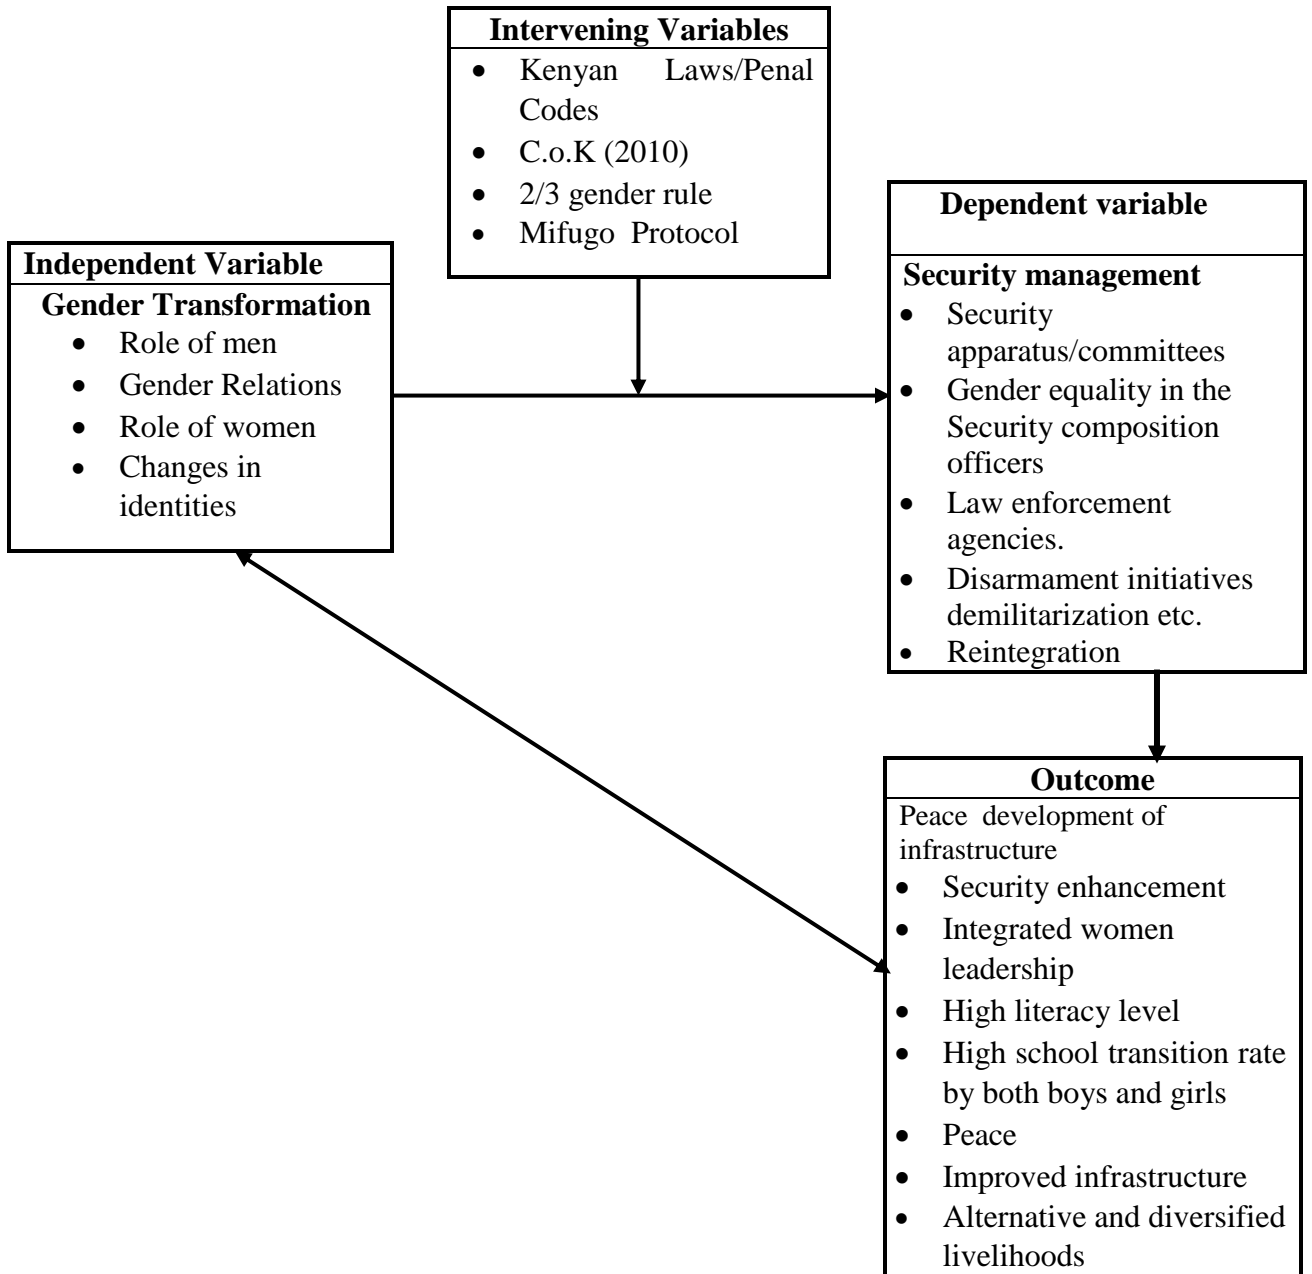 Intervening Variables
• Kenyan Laws/Penal
Codes
• C.o.K (2010)
• 2/3 gender rule
• Mifugo Protocol
Independent Variable
Gender Transformation
• Role of men
• Gender Relations
• Role of women
• Changes in
identities
Dependent variable
Security management
• Security
apparatus/committees
• Gender equality in the
Security composition
officers
• Law enforcement
agencies.
• Disarmament initiatives
demilitarization etc.
• Reintegration
Outcome
Peace development of
infrastructure
• Security enhancement
• Integrated women
leadership
• High literacy level
• High school transition rate
by both boys and girls
• Peace
• Improved infrastructure
• Alternative and diversified
livelihoods